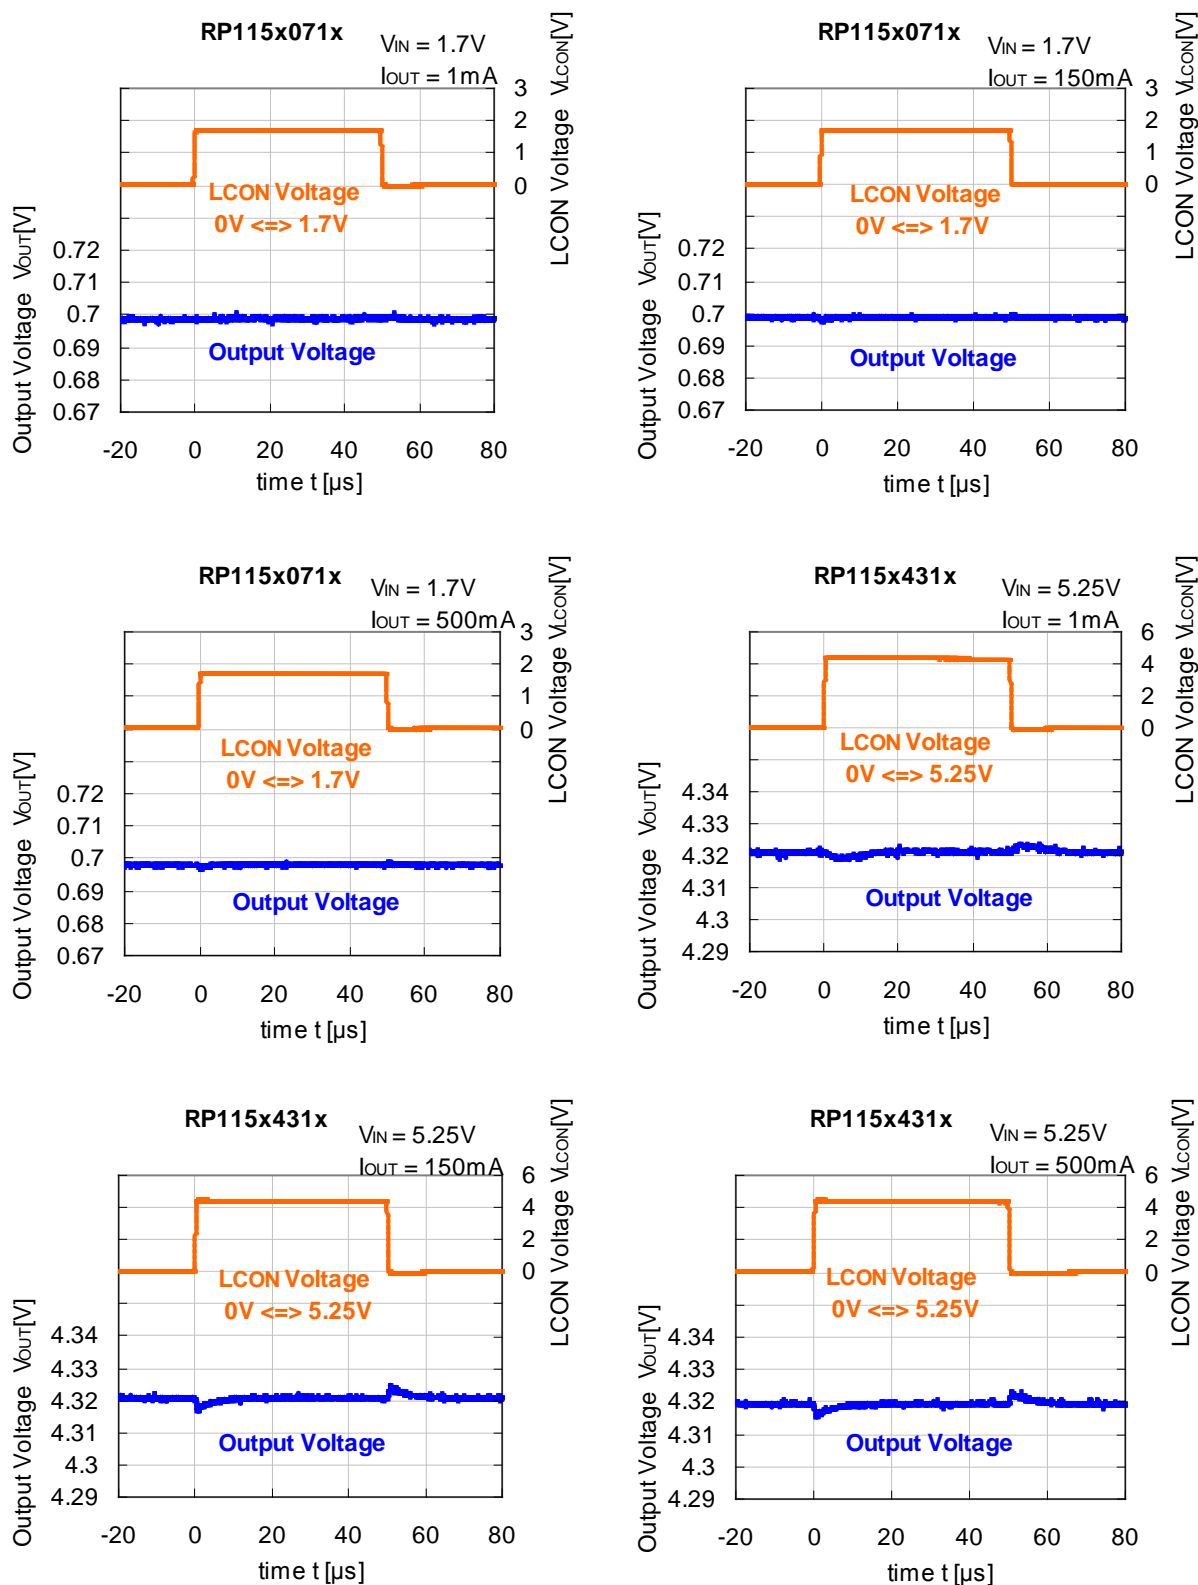 RP115x071x
VIN = 1.7V
IOUT = 1mA
3
2
1
0
LCON Voltage VLCON[V]
LCON Voltage
0V <=> 1.7V
Output Voltage VOUT[V]
0.72
0.71
0.7
0.69
0.68
0.67
Output Voltage
-20 0 20 40 60 80
time t [µs]
RP115x071x
VIN = 1.7V
IOUT = 150mA
3
2
1
0
LCON Voltage VLCON[V]
LCON Voltage
0V <=> 1.7V
Output Voltage VOUT[V]
0.72
0.71
0.7
0.69
0.68
0.67
Output Voltage
-20 0 20 40 60 80
time t [µs]
RP115x071x
VIN = 1.7V
IOUT = 500mA
3
2
1
0
LCON Voltage VLCON[V]
LCON Voltage
0V <=> 1.7V
Output Voltage VOUT[V]
0.72
0.71
0.7
0.69
0.68
0.67
Output Voltage
-20 0 20 40 60 80
time t [µs]
RP115x431x
VIN = 5.25V
IOUT = 1mA
6
4
2
0
LCON Voltage VLCON[V]
LCON Voltage
0V <=> 5.25V
Output Voltage VOUT[V]
4.34
4.33
4.32
4.31
4.3
4.29
Output Voltage
-20 0 20 40 60 80
time t [µs]
RP115x431x
VIN = 5.25V
IOUT = 150mA
6
4
2
0
LCON Voltage VLCON[V]
LCON Voltage
0V <=> 5.25V
Output Voltage VOUT[V]
4.34
4.33
4.32
4.31
4.3
4.29
Output Voltage
-20 0 20 40 60 80
time t [µs]
RP115x431x
VIN = 5.25V
IOUT = 500mA
6
4
2
0
LCON Voltage VLCON[V]
LCON Voltage
0V <=> 5.25V
Output Voltage VOUT[V]
4.34
4.33
4.32
4.31
4.3
4.29
Output Voltage
-20 0 20 40 60 80
time t [µs]